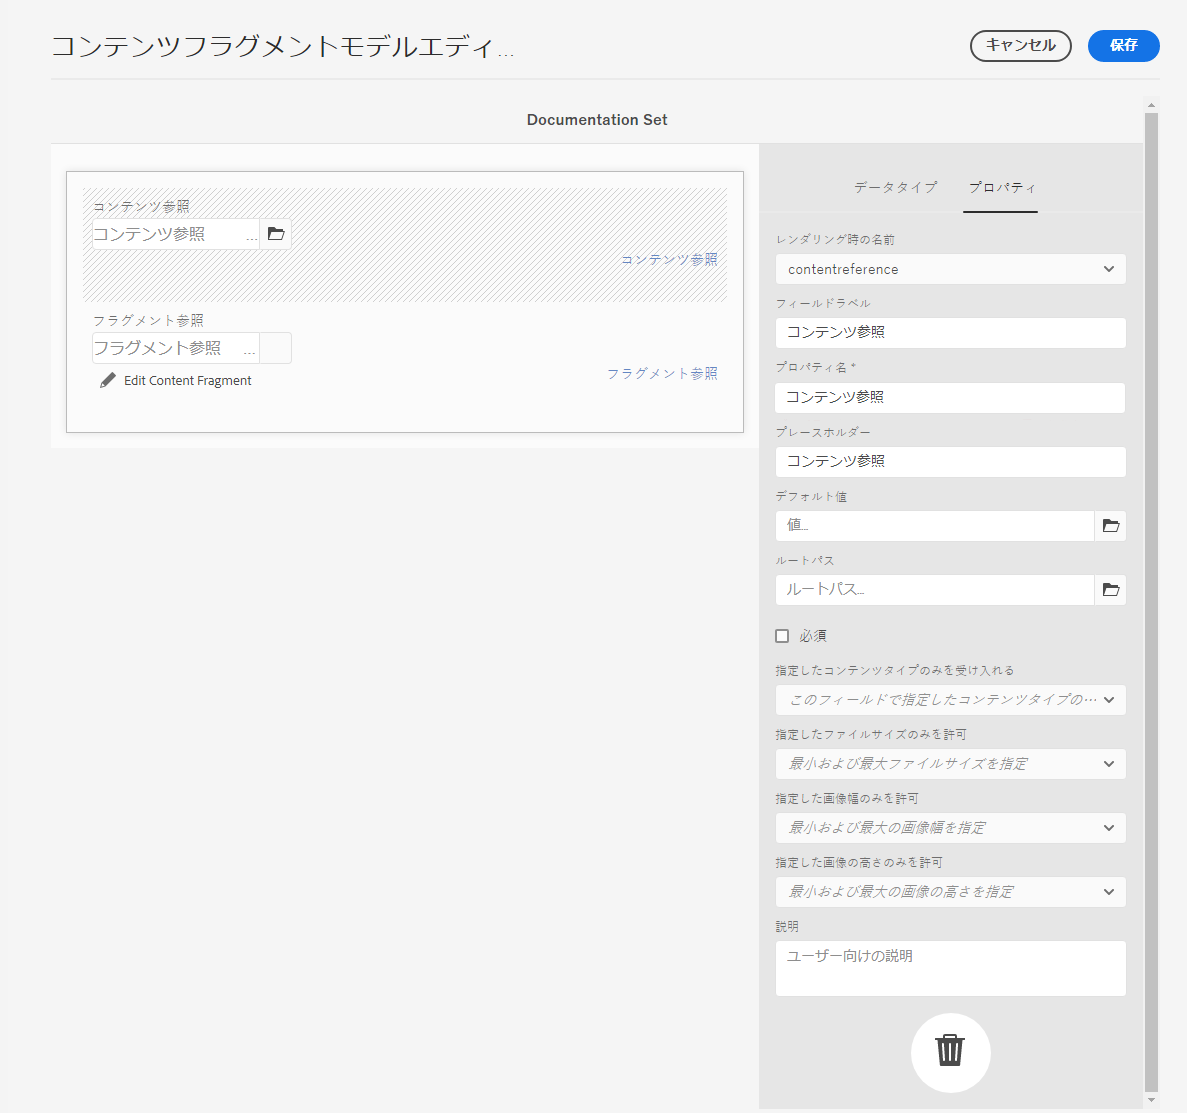 コンテンツフラグメントモデルエディ...
キャンセル
保存
Documentation Set
コンテンツ参照
コンテンツ参照 ...
コンテンツ参照
フラグメント参照
フラグメント参照 ...
フラグメント参照
Edit Content Fragment
データタイプ
プロパティ
レンダリング時の名前
contentreference
フィールドラベル
コンテンツ参照
プロパティ名 *
コンテンツ参照
プレースホルダー
コンテンツ参照
デフォルト値
値...
ルートパス
ルートパス...
必須
指定したコンテンツタイプのみを受け入れる
このフィールドで指定したコンテンツタイプの…
指定したファイルサイズのみを許可
最小および最大ファイルサイズを指定
指定した画像幅のみを許可
最小および最大の画像幅を指定
指定した画像の高さのみを許可
最小および最大の画像の高さを指定
説明
ユーザー向けの説明